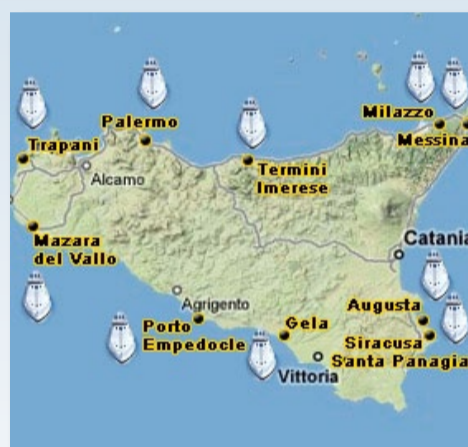 Palermo
Milazzo
Messina
Trapani
Alcamo
Termini
Imerese
Mazara
del Vallo
Catania
Agrigento
Porto
Empedocle
Gela
Augusta
Siracusa
Santa Panagia
Vittoria